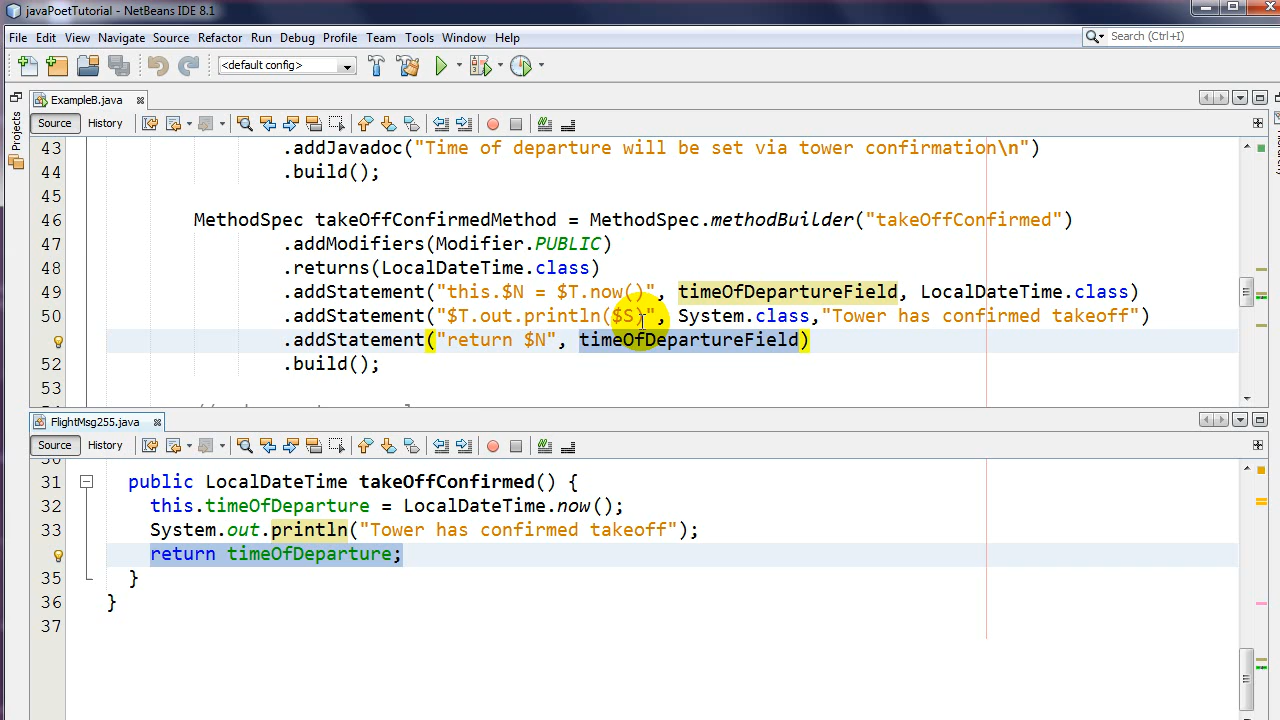 javaPoetTutorial - NetBeans IDE 8.1
File Edit View Navigate Source Refactor Run Debug Profile Team Tools Window Help
Search (Ctrl+I)
<default config>
Projects
ExampleB.java
Source History
43 .addJavadoc("Time of departure will be set via tower confirmation\n")
44 .build();
45
46 MethodSpec takeOffConfirmedMethod = MethodSpec.methodBuilder("takeOffConfirmed")
47 .addModifiers(Modifier.PUBLIC)
48 .returns(LocalDateTime.class)
49 .addStatement("this.$N = $T.now()", timeOfDepartureField, LocalDateTime.class)
50 .addStatement("$T.out.println($S)", System.class,"Tower has confirmed takeoff")
.addStatement("return $N", timeOfDepartureField)
52 .build();
53
FlightMsg255.java
Source History
31 public LocalDateTime takeOffConfirmed() {
32 this.timeOfDeparture = LocalDateTime.now();
33 System.out.println("Tower has confirmed takeoff");
return timeOfDeparture;
35 }
36 }
37